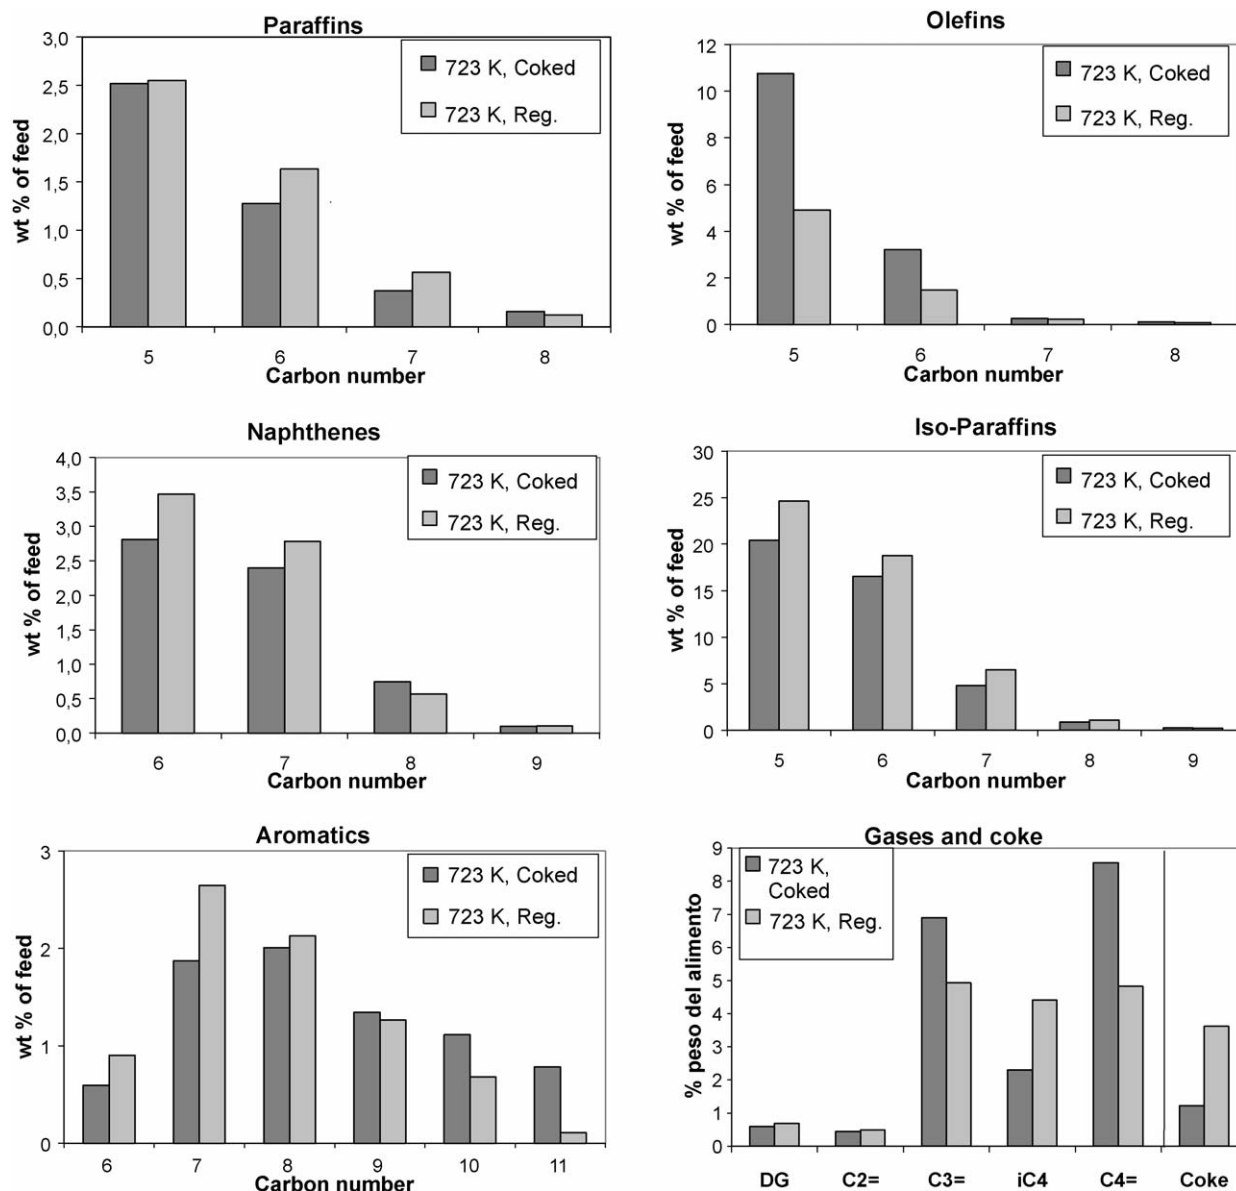 Paraffins
3,0
2,5
2,0
1,5
1,0
0,5
0,0
wt % of feed
723 K, Coked
723 K, Reg.
5 6 7 8
Carbon number
Olefins
12
10
8
6
4
2
0
wt % of feed
723 K, Coked
723 K, Reg.
5 6 7 8
Carbon number
Naphthenes
4,0
3,5
3,0
2,5
2,0
1,5
1,0
0,5
0,0
wt % of feed
723 K, Coked
723 K, Reg.
6 7 8 9
Carbon number
Iso-Paraffins
30
25
20
15
10
5
0
wt % of feed
723 K, Coked
723 K, Reg.
5 6 7 8 9
Carbon number
Aromatics
3
2
1
0
wt % of feed
723 K, Coked
723 K, Reg.
6 7 8 9 10 11
Carbon number
Gases and coke
9
8
7
6
5
4
3
2
1
0
% peso del alimento
723 K,
Coked
723 K, Reg.
DG C2= C3= iC4 C4= Coke